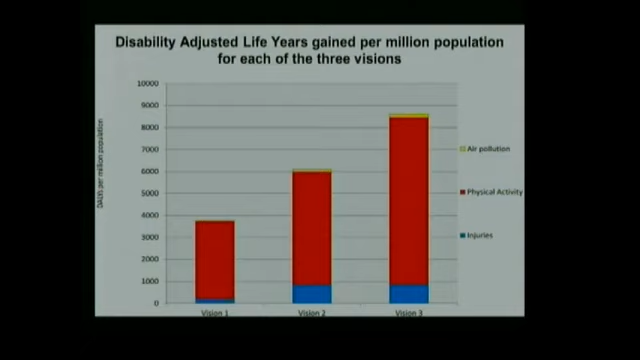 Disability Adjusted Life Years gained per million population
for each of the three visions
10000
9000
8000
7000
6000
5000
4000
3000
2000
1000
0
DALYs per million population
Air pollution
Physical Activity
Injuries
Vision 1
Vision 2
Vision 3